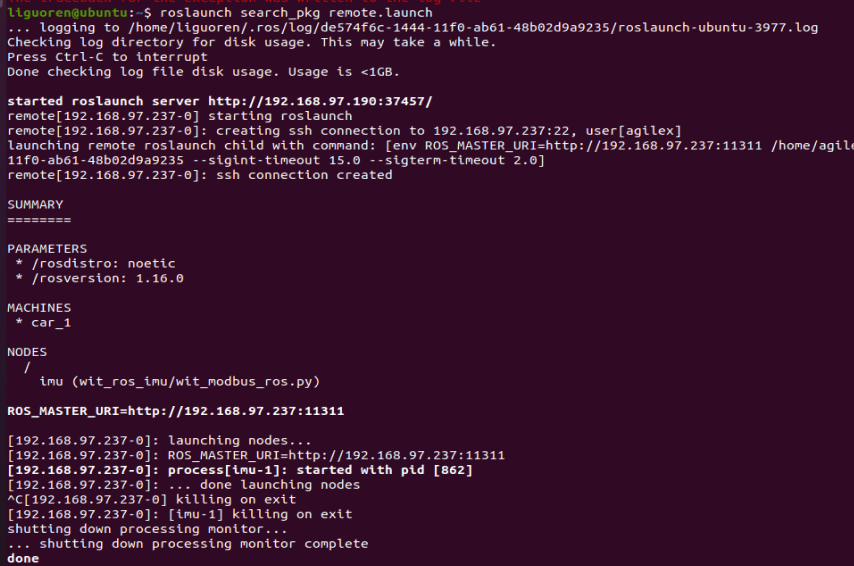 liguoren@ubuntu:~$ roslaunch search_pkg remote.launch
... logging to /home/liguoren/.ros/log/de574f6c-1444-11f0-ab61-48b02d9a9235/roslaunch-ubuntu-3977.log
Checking log directory for disk usage. This may take a while.
Press Ctrl-C to interrupt
Done checking log file disk usage. Usage is <1GB.
started roslaunch server http://192.168.97.190:37457/
remote[192.168.97.237-0] starting roslaunch
remote[192.168.97.237-0]: creating ssh connection to 192.168.97.237:22, user[agilex]
launching remote roslaunch child with command: [env ROS_MASTER_URI=http://192.168.97.237:11311 /home/agile
11f0-ab61-48b02d9a9235 --sigint-timeout 15.0 --sigterm-timeout 2.0]
remote[192.168.97.237-0]: ssh connection created
SUMMARY
========
PARAMETERS
* /rosdistro: noetic
* /rosversion: 1.16.0
MACHINES
* car_1
NODES
/
imu (wit_ros_imu/wit_modbus_ros.py)
ROS_MASTER_URI=http://192.168.97.237:11311
[192.168.97.237-0]: launching nodes...
[192.168.97.237-0]: ROS_MASTER_URI=http://192.168.97.237:11311
[192.168.97.237-0]: process[imu-1]: started with pid [862]
[192.168.97.237-0]: ... done launching nodes
^C[192.168.97.237-0] killing on exit
[192.168.97.237-0]: [imu-1] killing on exit
shutting down processing monitor...
... shutting down processing monitor complete
done